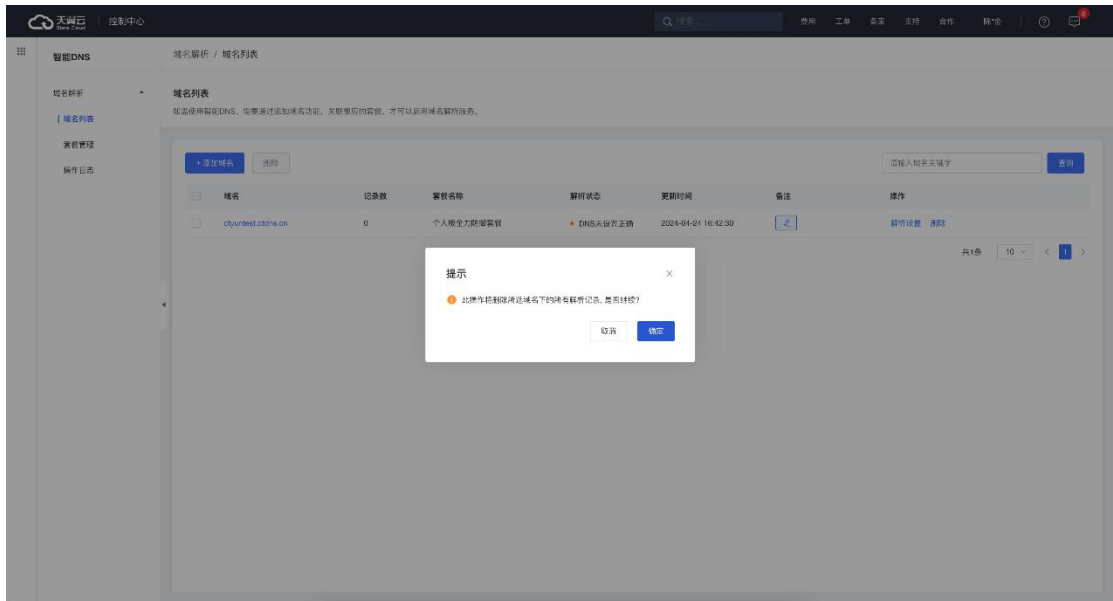 天翼云 控制中心 搜索... 费用 工单 备案 支持 合作 陈*金 8
State Cloud
智能DNS
域名解析 / 域名列表
域名解析
域名列表
套餐管理
操作日志
域名列表
如需使用智能DNS，需要通过添加域名功能，关联相应的套餐，才可以启用域名解析服务。
+ 添加域名 删除 请输入域名关键字 查询
域名 记录数 套餐名称 解析状态 更新时间 备注 操作
ctyuntest.ctdns.cn 0 个人版全力防御套餐 DNS未设置正确 2024-04-24 16:42:30 解析设置 删除
共1条 10 1
提示
此操作将删除所选域名下的所有解析记录, 是否继续?
取消 确定